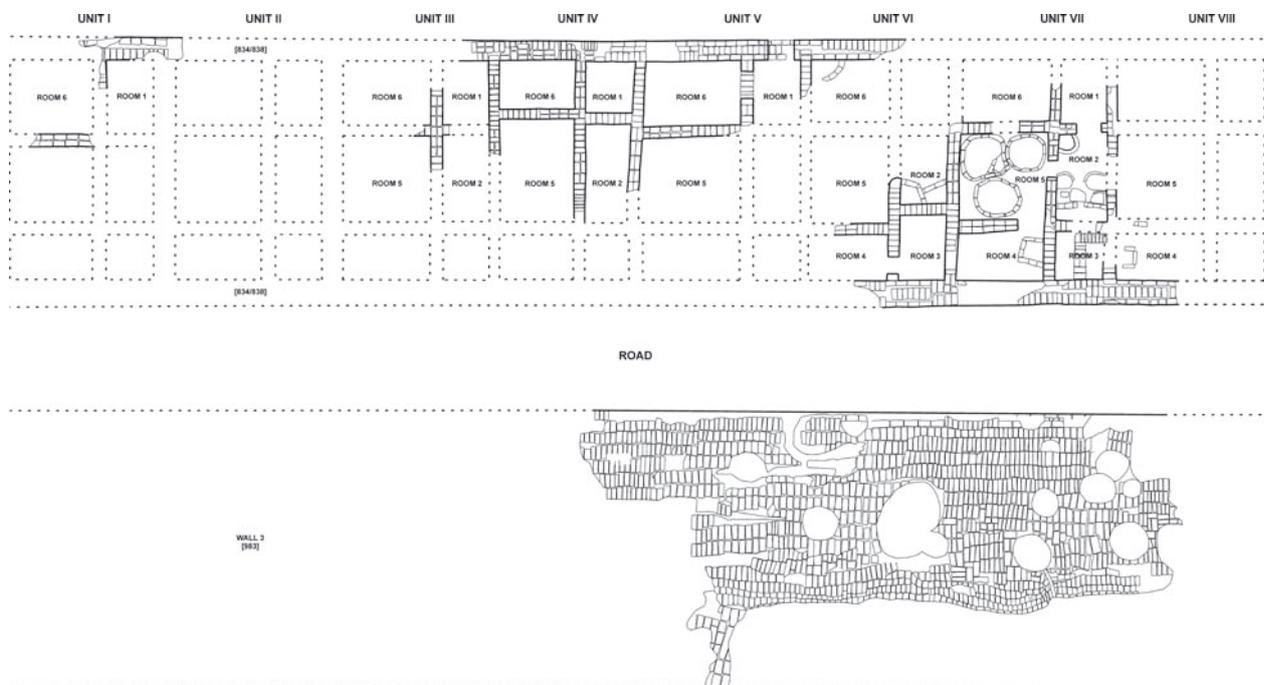 UNIT I UNIT II UNIT III UNIT IV UNIT V UNIT VI UNIT VII UNIT VIII
[834/838]
ROOM 6 ROOM 1 ROOM 6 ROOM 1 ROOM 6 ROOM 1 ROOM 6 ROOM 1 ROOM 6 ROOM 6 ROOM 1
ROOM 2
ROOM 5 ROOM 2 ROOM 5 ROOM 2 ROOM 5 ROOM 5 ROOM 2 ROOM 5 ROOM 5
ROOM 4 ROOM 3 ROOM 4 ROOM 3 ROOM 4
[834/838]
ROAD
WALL 3
[983]